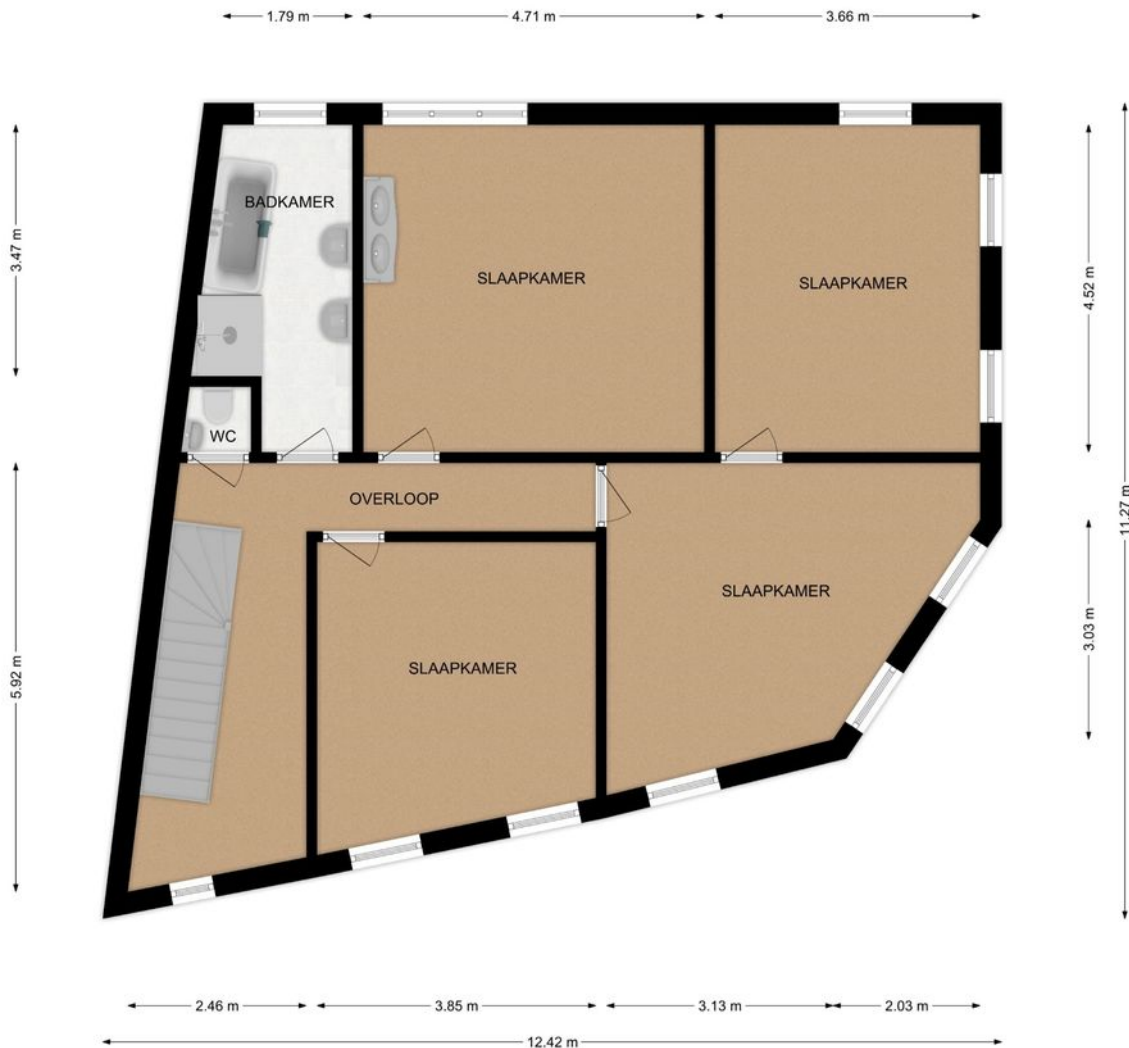 1.79 m
4.71 m
3.66 m
BADKAMER
3.47 m
SLAAPKAMER
SLAAPKAMER
4.52 m
WC
OVERLOOP
11.27 m
SLAAPKAMER
3.03 m
5.92 m
SLAAPKAMER
2.46 m
3.85 m
3.13 m
2.03 m
12.42 m